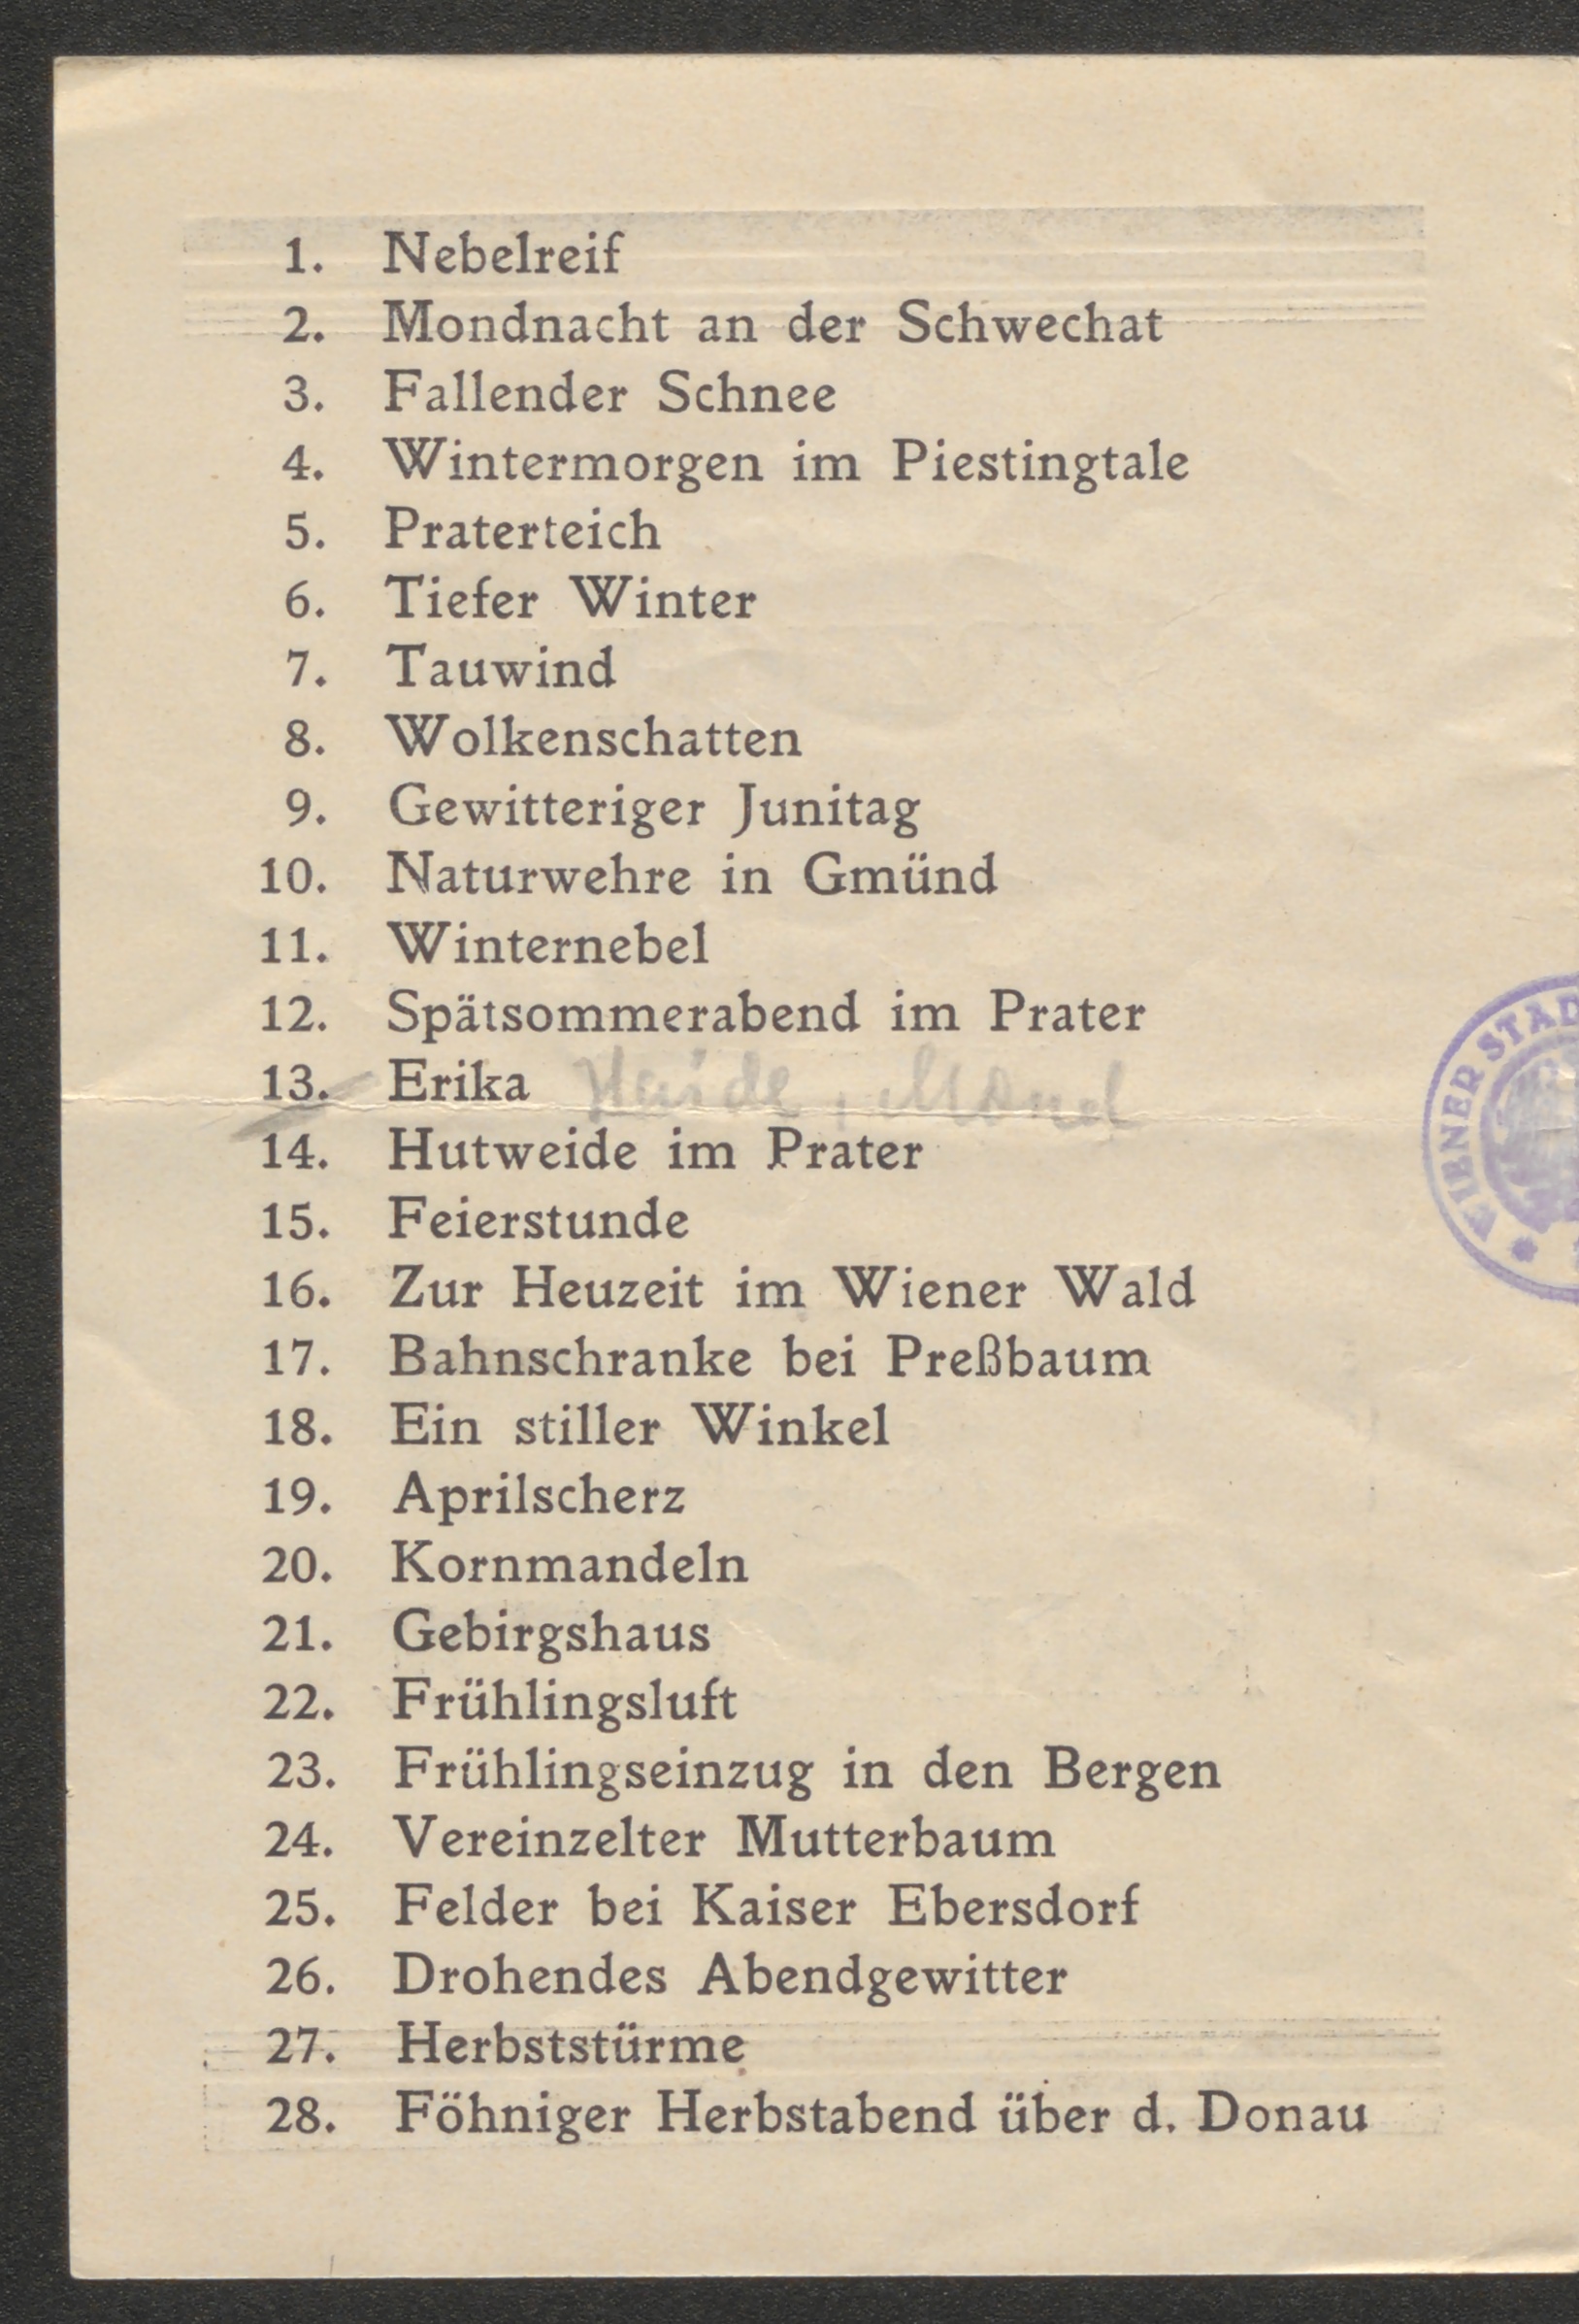 1. Nebelreif
2. Mondnacht an der Schwechat
3. Fallender Schnee
4. Wintermorgen im Piestingtale
5. Praterteich
6. Tiefer Winter
7. Tauwind
8. Wolkenschatten
9. Gewitteriger Junitag
10. Naturwehre in Gmünd
11. Winternebel
12. Spätsommerabend im Prater
13. Erika Heide, Mond
14. Hutweide im Prater
15. Feierstunde
16. Zur Heuzeit im Wiener Wald
17. Bahnschranke bei Preßbaum
18. Ein stiller Winkel
19. Aprilscherz
20. Kornmandeln
21. Gebirgshaus
22. Frühlingsluft
23. Frühlingseinzug in den Bergen
24. Vereinzelter Mutterbaum
25. Felder bei Kaiser Ebersdorf
26. Drohendes Abendgewitter
27. Herbststürme
28. Föhniger Herbstabend über d. Donau
WIENER STAD